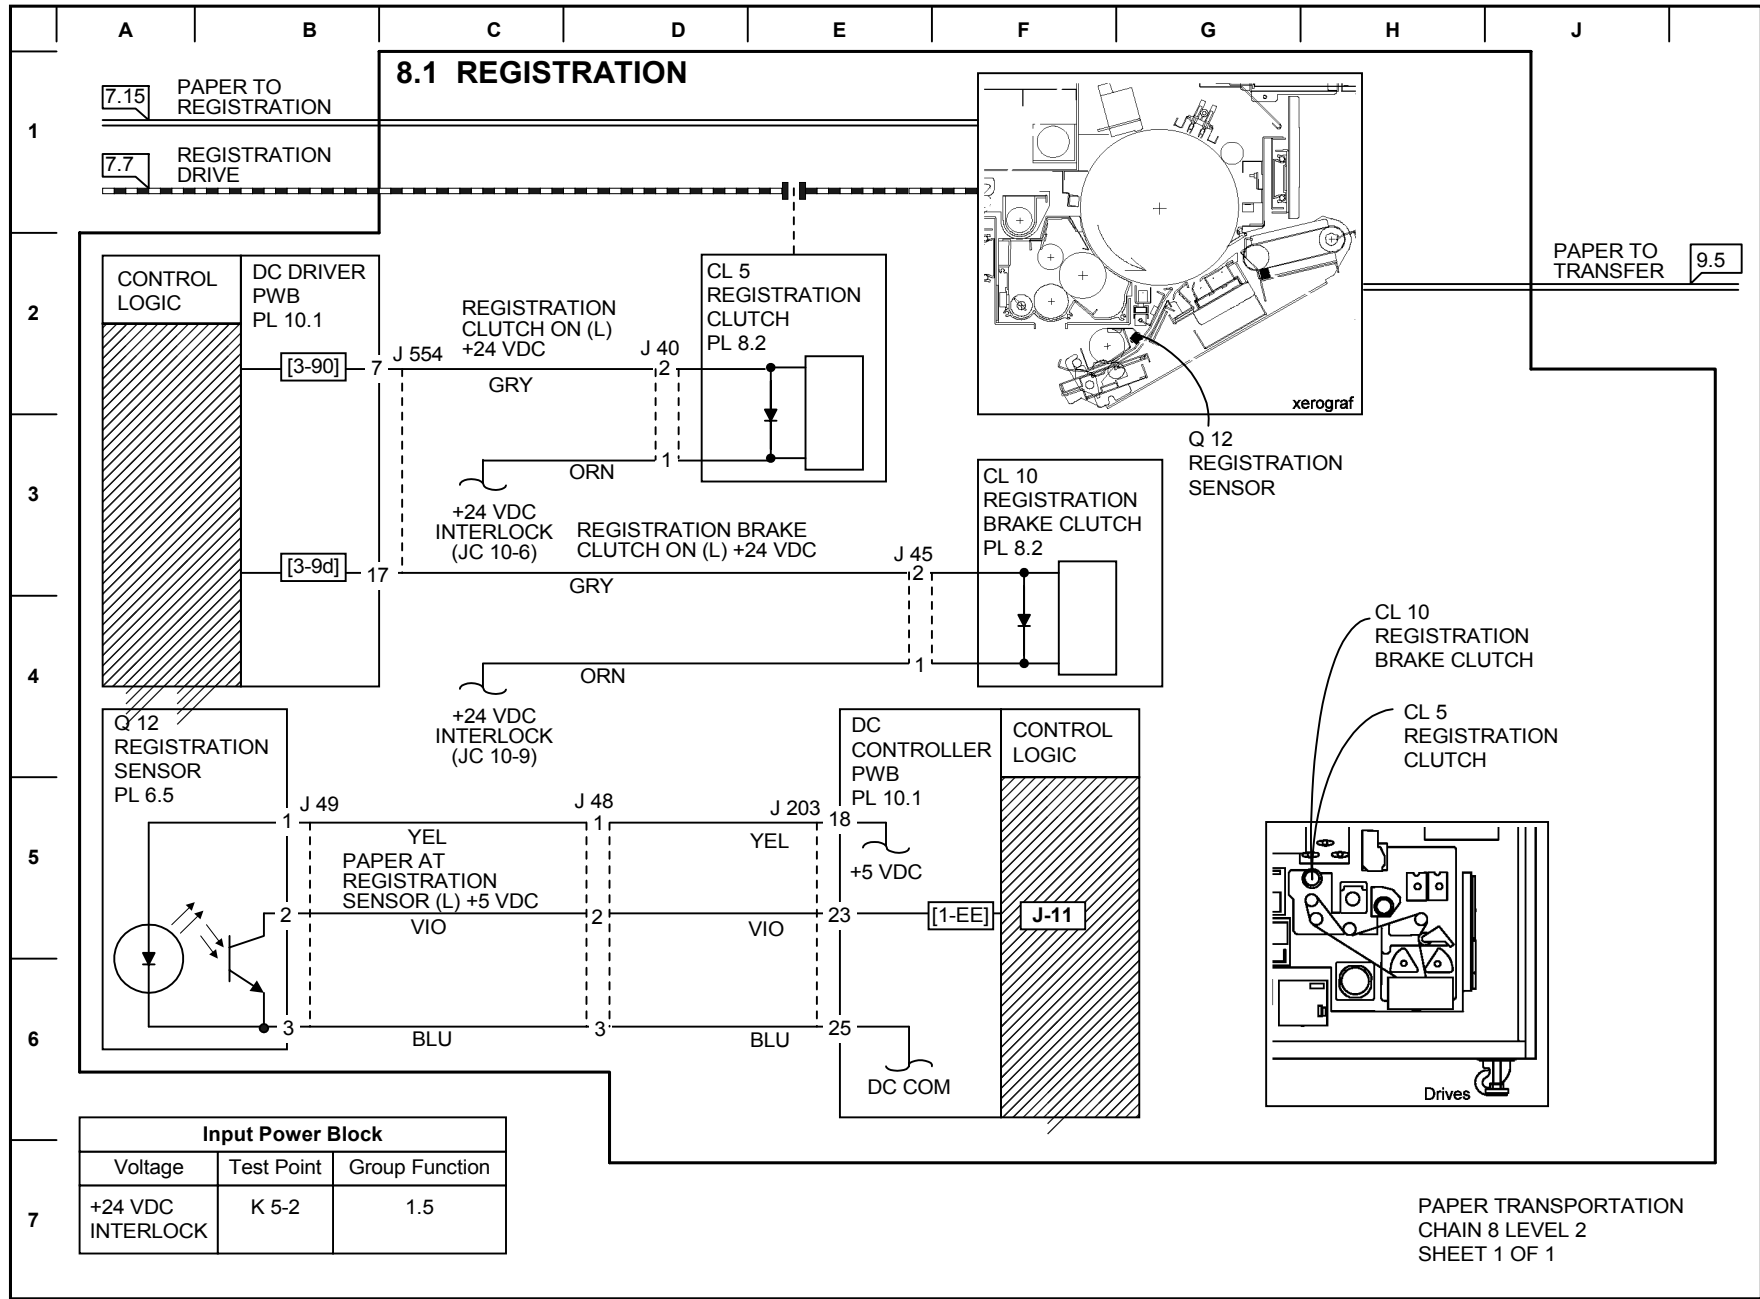 A B C D E F G H J
1
2
3
4
5
6
7
8.1 REGISTRATION
7.15
PAPER TO
REGISTRATION
7.7
REGISTRATION
DRIVE
CONTROL
LOGIC
DC DRIVER
PWB
PL 10.1
[3-90]
7
J 554
REGISTRATION
CLUTCH ON (L)
+24 VDC
GRY
J 40
2
1
ORN
CL 5
REGISTRATION
CLUTCH
PL 8.2
+24 VDC
INTERLOCK
(JC 10-6)
[3-9d]
17
REGISTRATION BRAKE
CLUTCH ON (L) +24 VDC
GRY
J 45
2
1
ORN
CL 10
REGISTRATION
BRAKE CLUTCH
PL 8.2
+24 VDC
INTERLOCK
(JC 10-9)
xerograf
Q 12
REGISTRATION
SENSOR
PAPER TO
TRANSFER
9.5
CL 10
REGISTRATION
BRAKE CLUTCH
CL 5
REGISTRATION
CLUTCH
Drives
Q 12
REGISTRATION
SENSOR
PL 6.5
J 49
1
2
3
YEL
PAPER AT
REGISTRATION
SENSOR (L) +5 VDC
VIO
BLU
J 48
1
2
3
YEL
VIO
BLU
J 203
18
23
25
DC
CONTROLLER
PWB
PL 10.1
+5 VDC
[1-EE]
DC COM
CONTROL
LOGIC
J-11
Input Power Block
Voltage Test Point Group Function
+24 VDC K 5-2 1.5
INTERLOCK
PAPER TRANSPORTATION
CHAIN 8 LEVEL 2
SHEET 1 OF 1